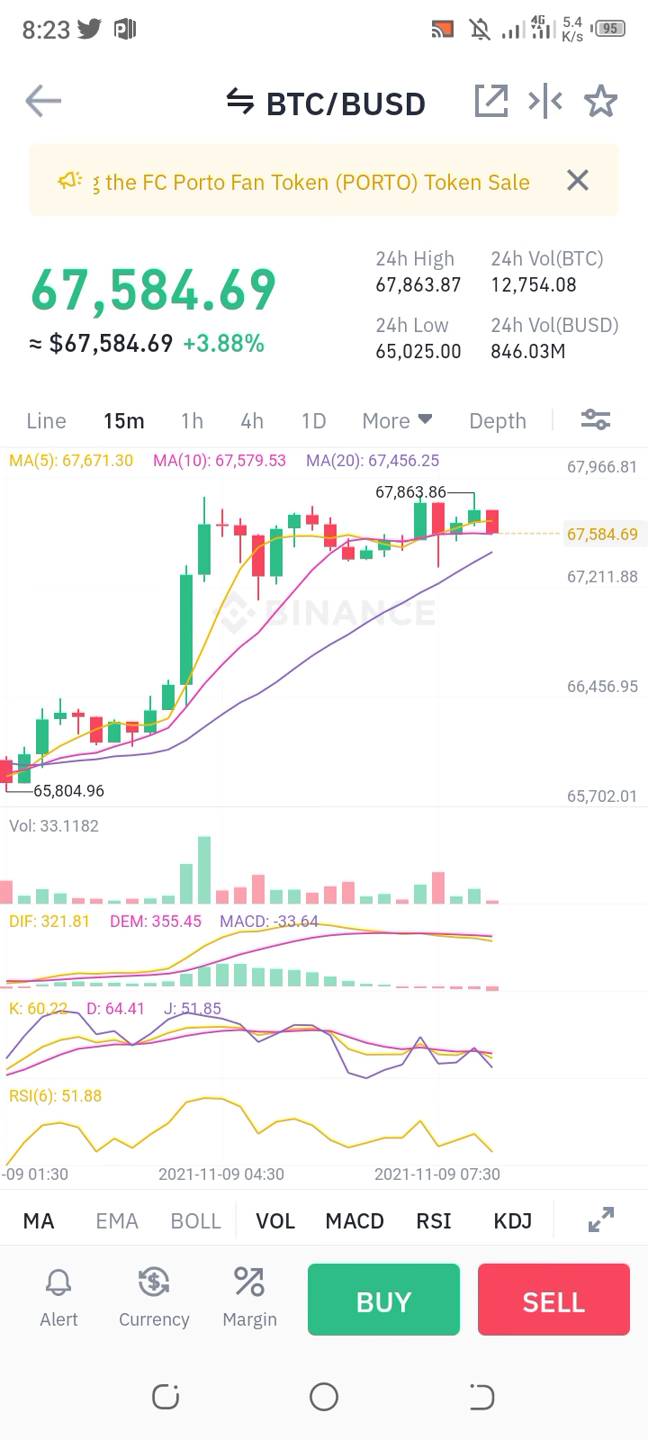 8:23 4G 5.4 K/s 95
BTC/BUSD
g the FC Porto Fan Token (PORTO) Token Sale
67,584.69
≈ $67,584.69 +3.88%
24h High 24h Vol(BTC)
67,863.87 12,754.08
24h Low 24h Vol(BUSD)
65,025.00 846.03M
Line 15m 1h 4h 1D More Depth
MA(5): 67,671.30 MA(10): 67,579.53 MA(20): 67,456.25
67,966.81
67,863.86
67,584.69
67,211.88
BINANCE
66,456.95
65,804.96
65,702.01
Vol: 33.1182
DIF: 321.81 DEM: 355.45 MACD: -33.64
K: 60.22 D: 64.41 J: 51.85
RSI(6): 51.88
-09 01:30 2021-11-09 04:30 2021-11-09 07:30
MA EMA BOLL VOL MACD RSI KDJ
Alert Currency Margin BUY SELL